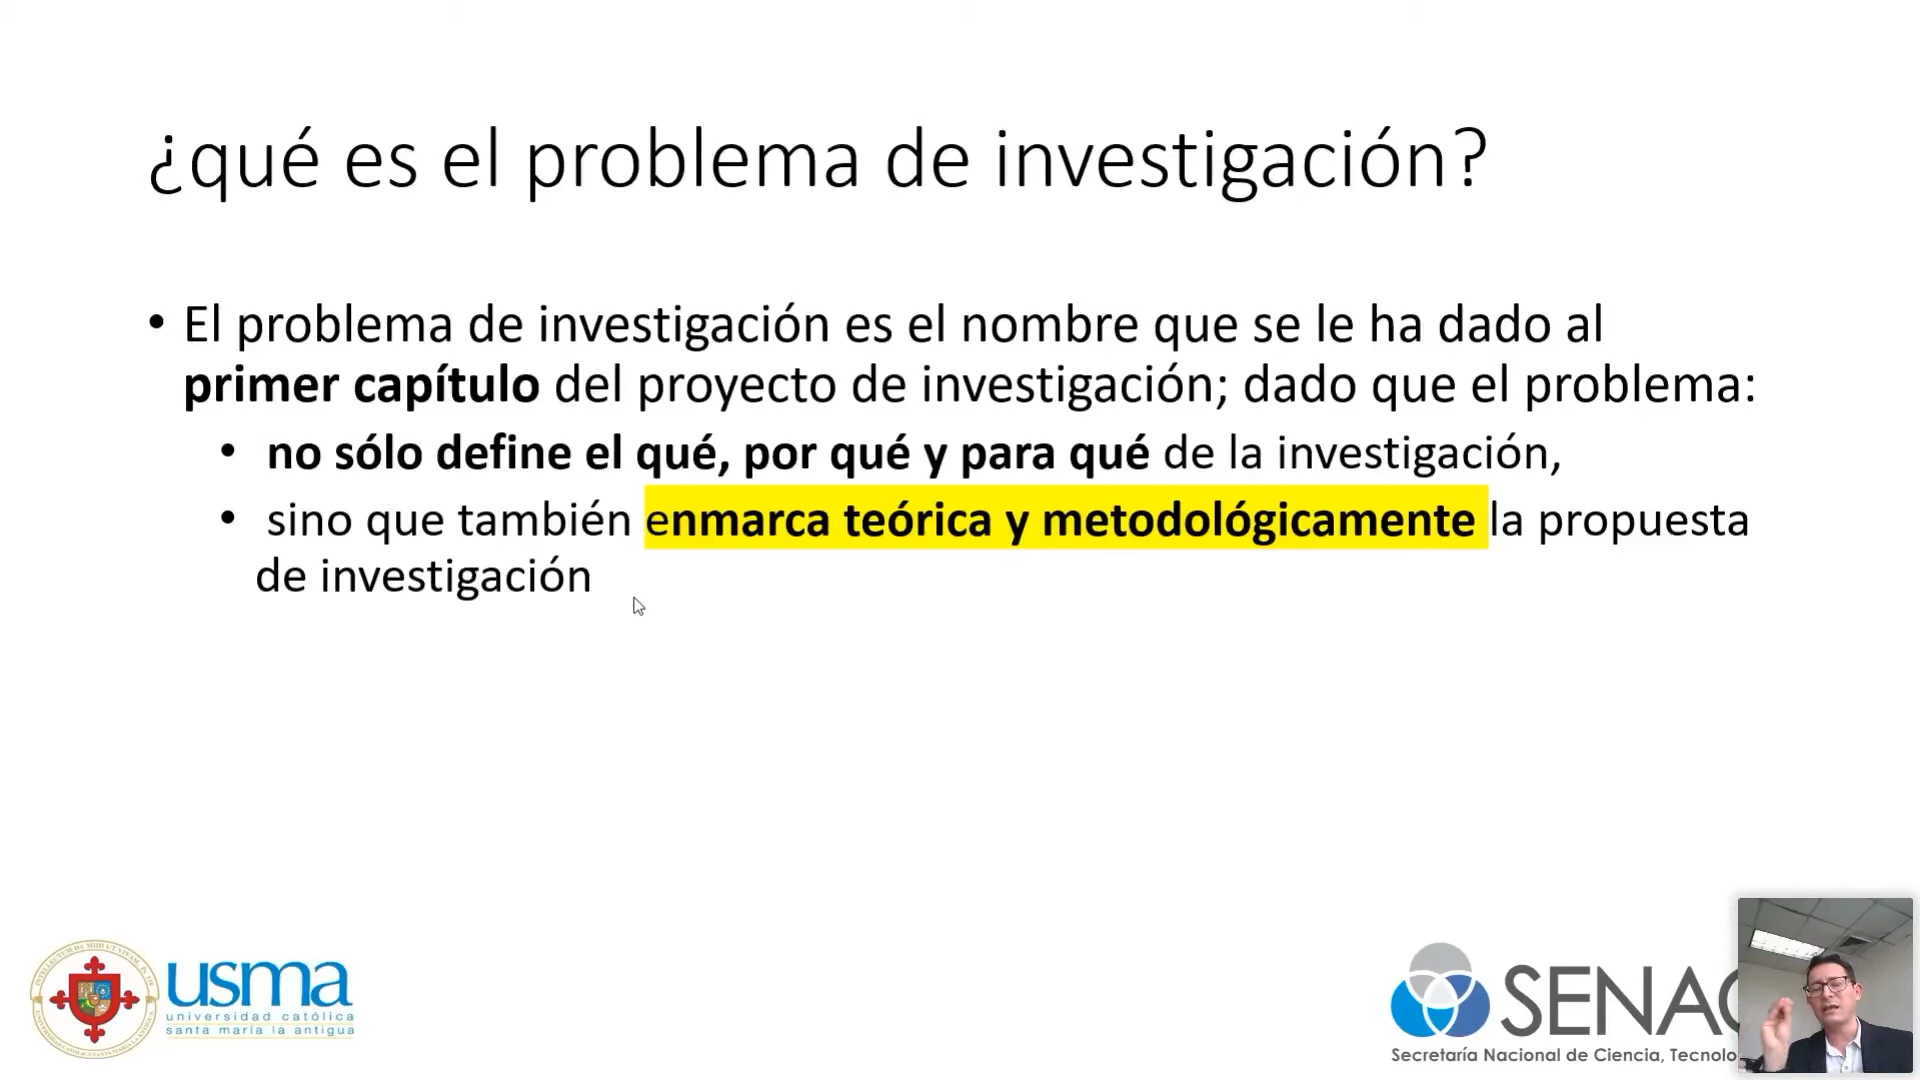 ¿qué es el problema de investigación?
• El problema de investigación es el nombre que se le ha dado al
primer capítulo del proyecto de investigación; dado que el problema:
• no sólo define el qué, por qué y para qué de la investigación,
• sino que también enmarca teórica y metodológicamente la propuesta
de investigación
usma
universidad católica
santa maría la antigua
SENAC
Secretaría Nacional de Ciencia, Tecnolo